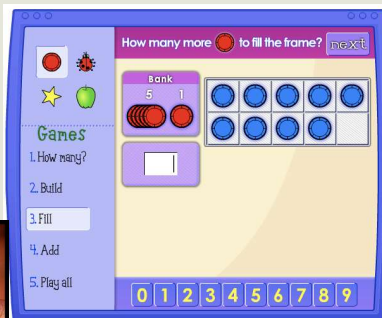 How many more to fill the frame? next
Bank
5 1
Games
1. How many?
2. Build
3. Fill
4. Add
5. Play all
0 1 2 3 4 5 6 7 8 9